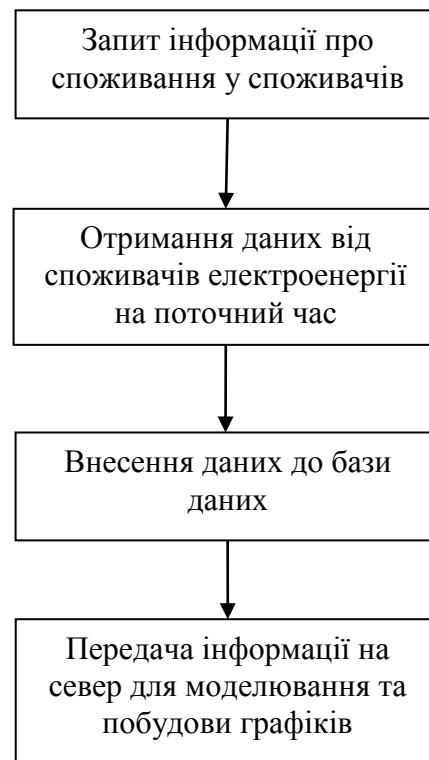 Запит інформації про
споживання у споживачів
Отримання даних від
споживачів електроенергії
на поточний час
Внесення даних до бази
даних
Передача інформації на
север для моделювання та
побудови графіків